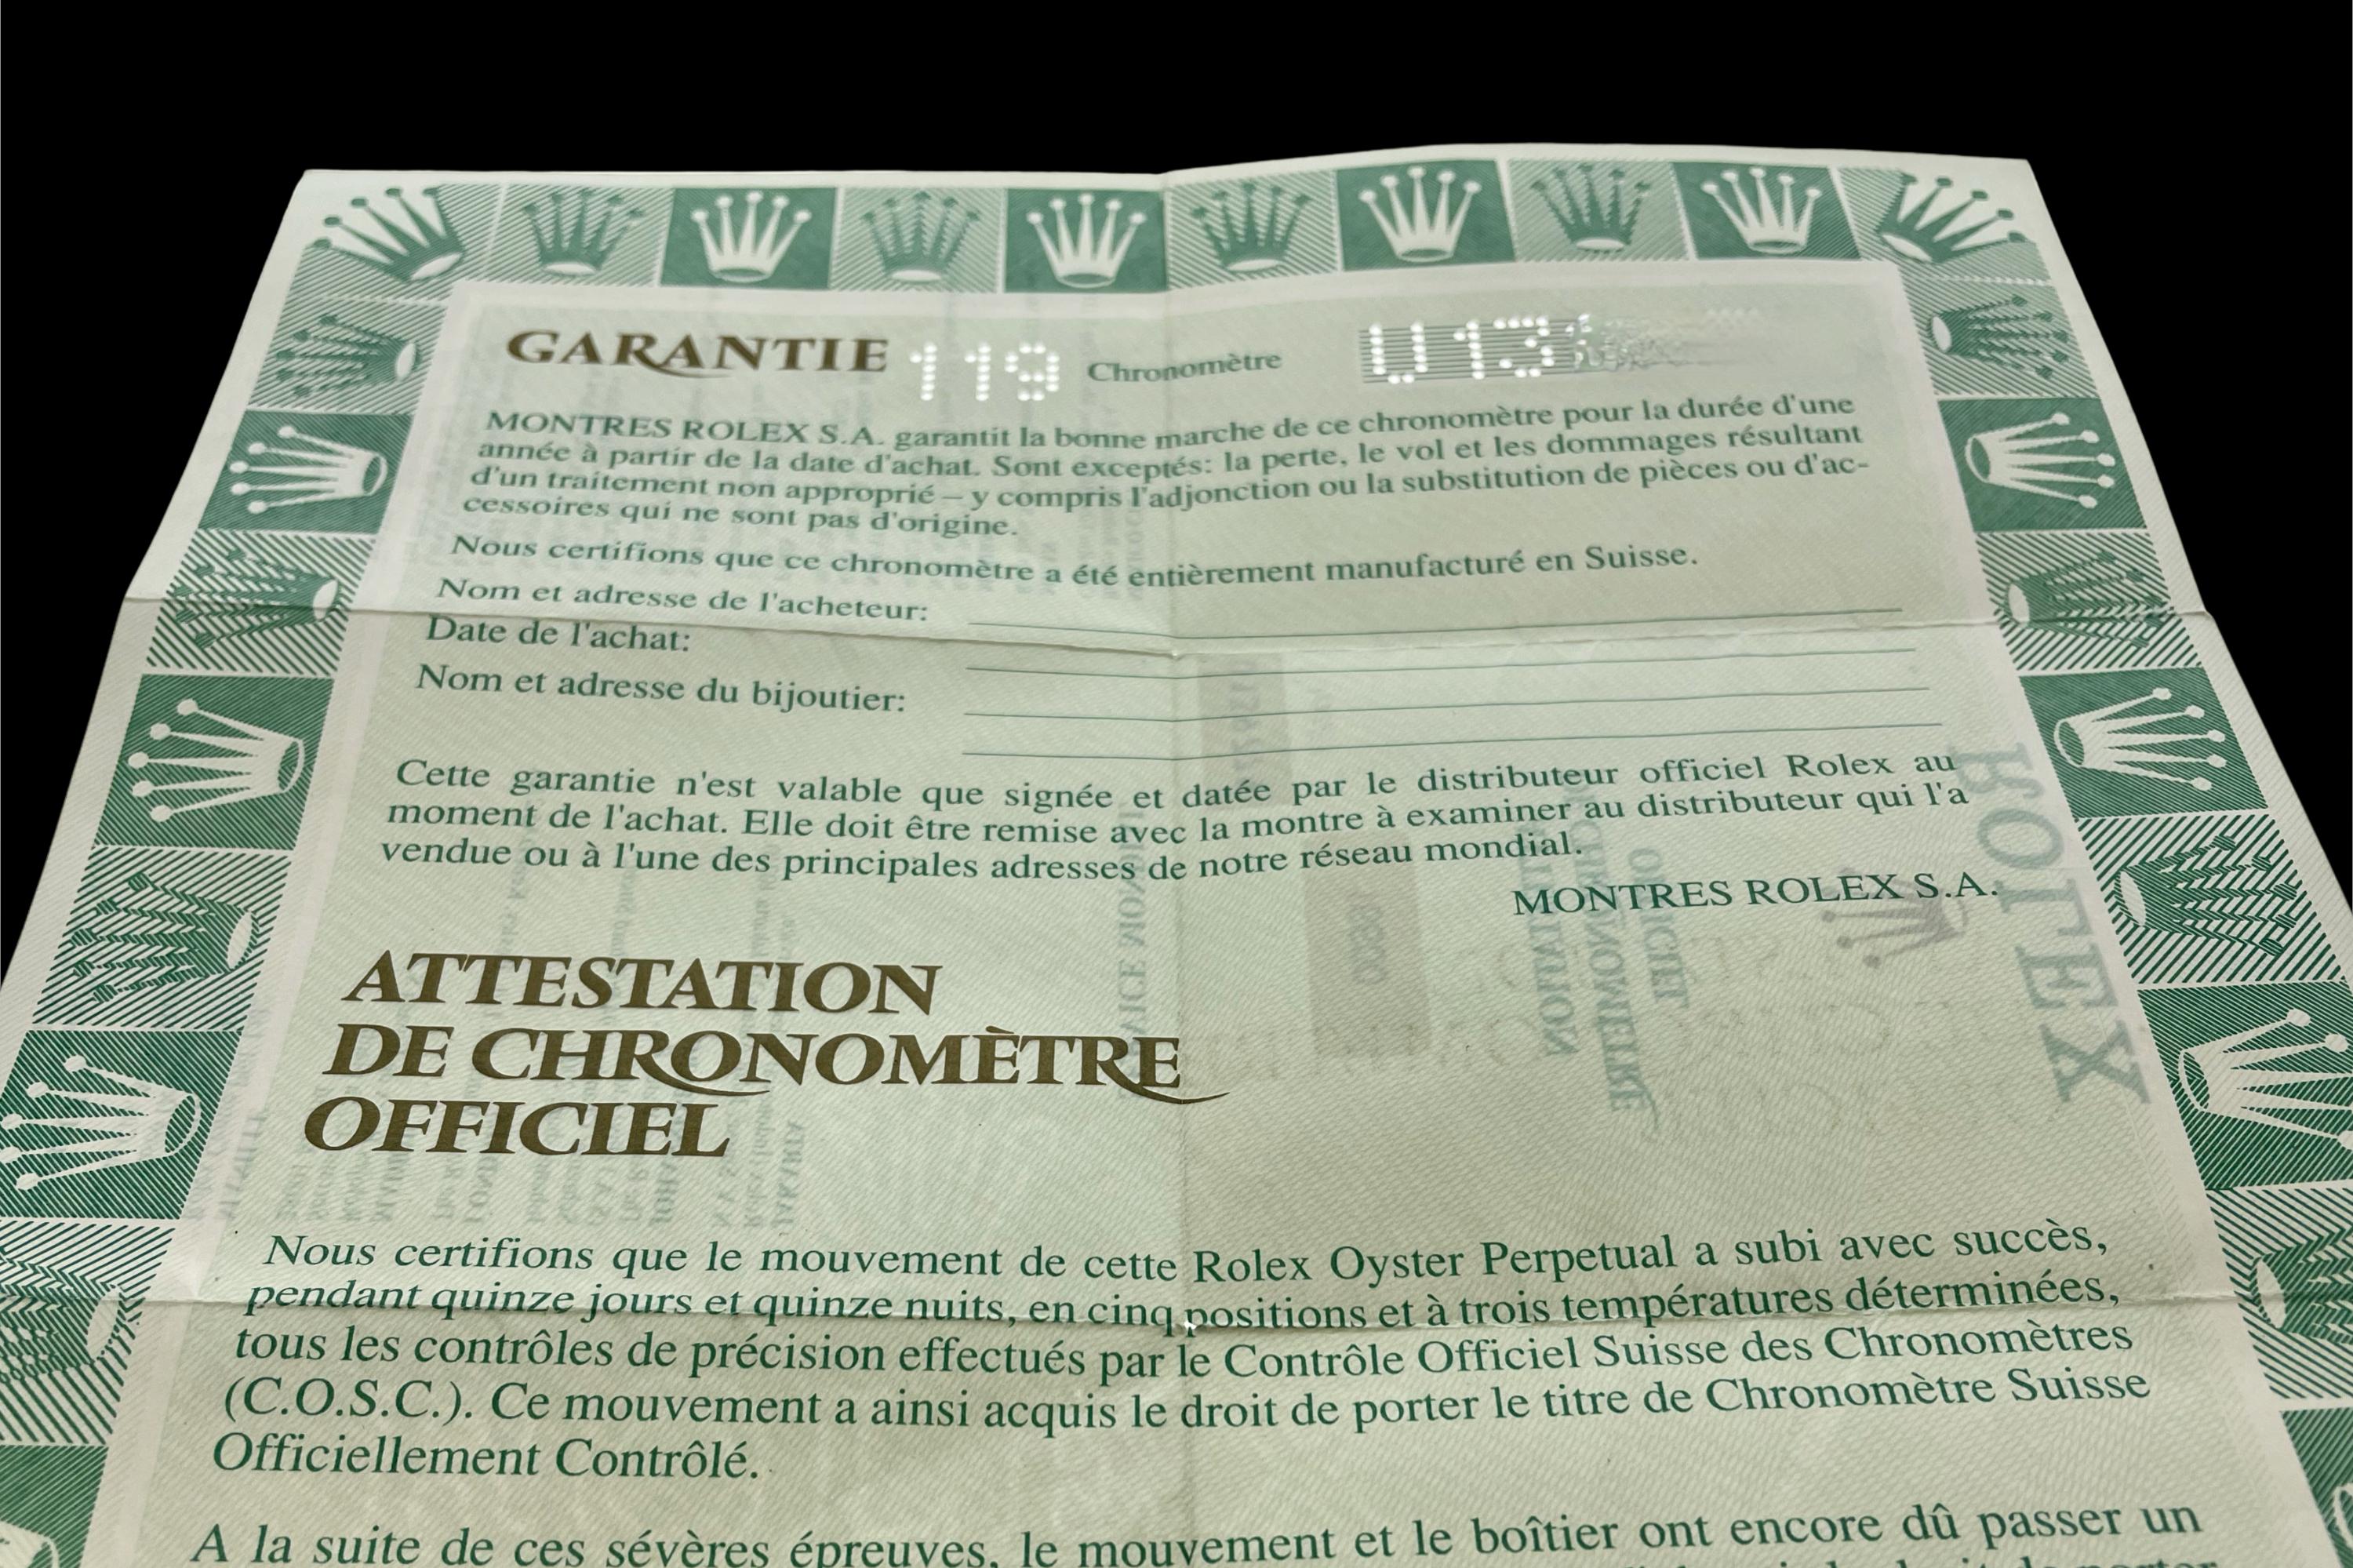 GARANTIE 119 Chronomètre U13
MONTRES ROLEX S.A. garantit la bonne marche de ce chronomètre pour la durée d'une
année à partir de la date d'achat. Sont exceptés: la perte, le vol et les dommages résultant
d'un traitement non approprié – y compris l'adjonction ou la substitution de pièces ou d'ac-
cessoires qui ne sont pas d'origine.
Nous certifions que ce chronomètre a été entièrement manufacturé en Suisse.
Nom et adresse de l'acheteur:
Date de l'achat:
Nom et adresse du bijoutier:
Cette garantie n'est valable que signée et datée par le distributeur officiel Rolex au
moment de l'achat. Elle doit être remise avec la montre à examiner au distributeur qui l'a
vendue ou à l'une des principales adresses de notre réseau mondial.
MONTRES ROLEX S.A.
ROLEX
ATTESTATION
DE CHRONOMÈTRE
OFFICIEL
Nous certifions que le mouvement de cette Rolex Oyster Perpetual a subi avec succès,
pendant quinze jours et quinze nuits, en cinq positions et à trois températures déterminées,
tous les contrôles de précision effectués par le Contrôle Officiel Suisse des Chronomètres
(C.O.S.C.). Ce mouvement a ainsi acquis le droit de porter le titre de Chronomètre Suisse
Officiellement Contrôlé.
A la suite de ces sévères épreuves, le mouvement et le boîtier ont encore dû passer un